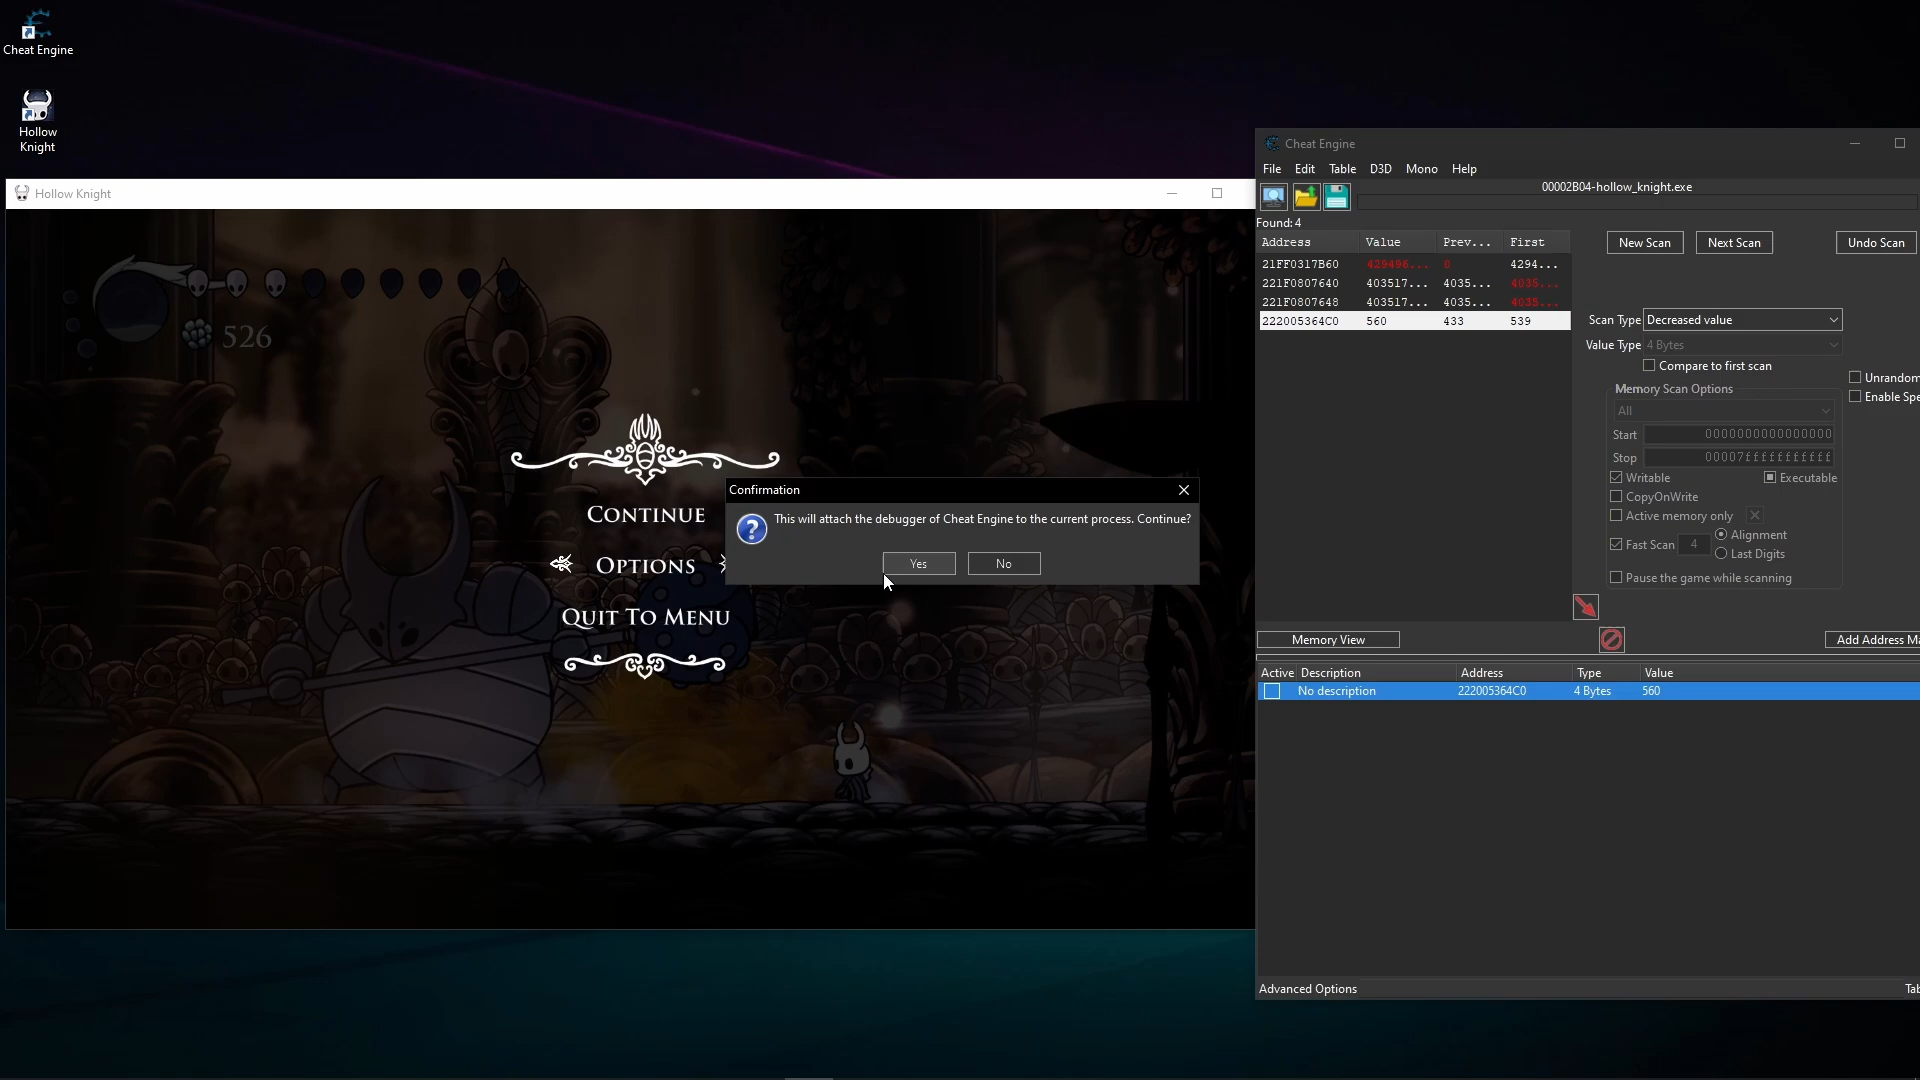 Cheat Engine
Hollow
Knight
Hollow Knight
526
CONTINUE
OPTIONS
QUIT TO MENU
Confirmation
This will attach the debugger of Cheat Engine to the current process. Continue?
Yes No
Cheat Engine
File Edit Table D3D Mono Help
00002B04-hollow_knight.exe
Found: 4
Address Value Prev... First
New Scan Next Scan Undo Scan
21FF0317B60 429496... 0 4294...
221F0807640 403517... 4035... 4035...
221F0807648 403517... 4035... 4035...
222005364C0 560 433 539
Scan Type Decreased value
Value Type 4 Bytes
Compare to first scan
Memory Scan Options
Unrandom
All
Enable Spe
Start 0000000000000000
Stop 00007fffffffffff
Writable Executable
CopyOnWrite
Active memory only
Fast Scan 4 Alignment
Last Digits
Pause the game while scanning
Memory View
Add Address Ma
Active Description Address Type Value
No description 222005364C0 4 Bytes 560
Advanced Options
Tab